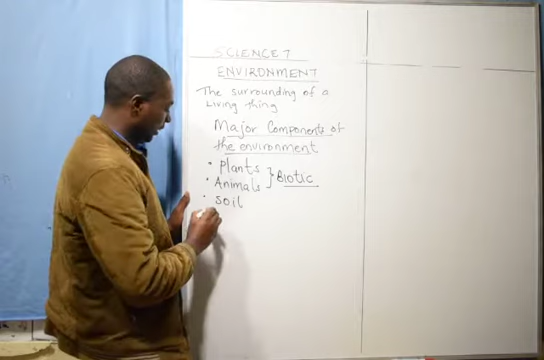 SCIENCE 7
ENVIRONMENT
The surrounding of a
Living thing
Major Components of
the environment
• Plants
• Animals } Biotic
• Soil